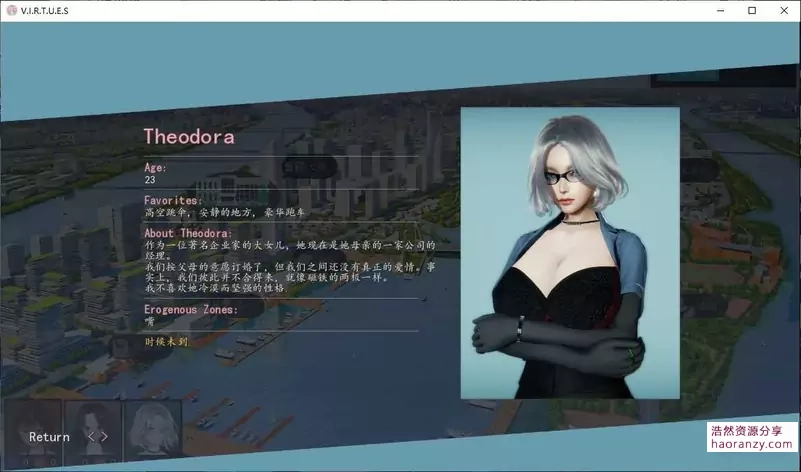 V.I.R.T.U.E.S
Theodora
Age:
23
Favorites:
高空跳伞, 安静的地方, 豪华跑车
About Theodora:
作为一位著名企业家的大女儿, 她现在是她母亲的一家公司的
经理。
我们按父母的意愿订婚了, 但我们之间还没有真正的爱情。事
实上, 我们彼此并不合得来, 就像磁铁的两极一样。
我不喜欢她冷漠而坚强的性格
Erogenous Zones:
嘴
时候未到
Return < >
浩然资源分享
haoranzy.com